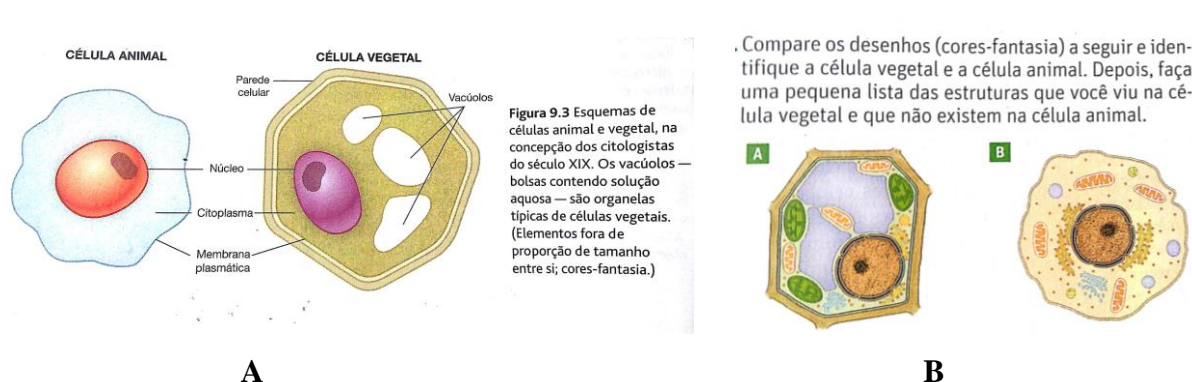 CÉLULA ANIMAL
CÉLULA VEGETAL
Parede
celular
Vacúolos
Núcleo
Citoplasma
Membrana
plasmática
Figura 9.3 Esquemas de
células animal e vegetal, na
concepção dos citologistas
do século XIX. Os vacúolos —
bolsas contendo solução
aquosa — são organelas
típicas de células vegetais.
(Elementos fora de
proporção de tamanho
entre si; cores-fantasia.)
A
. Compare os desenhos (cores-fantasia) a seguir e iden-
tifique a célula vegetal e a célula animal. Depois, faça
uma pequena lista das estruturas que você viu na cé-
lula vegetal e que não existem na célula animal.
A
B
B